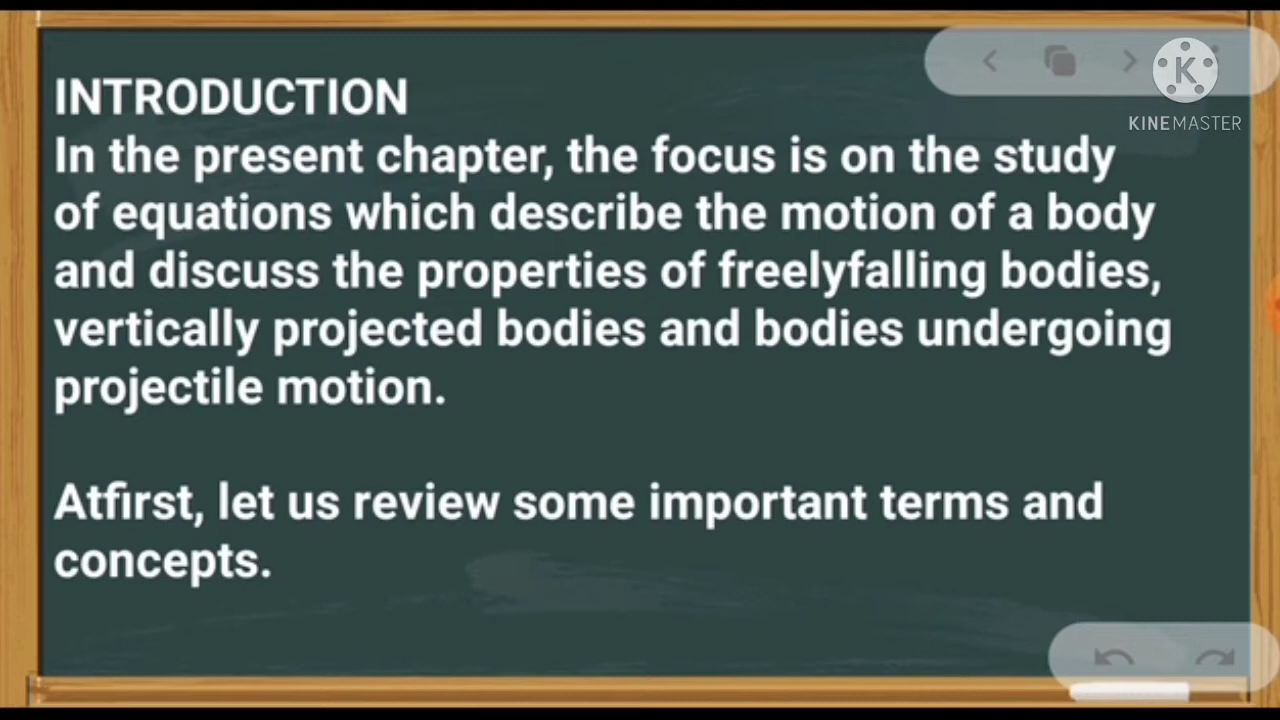 INTRODUCTION
In the present chapter, the focus is on the study
of equations which describe the motion of a body
and discuss the properties of freelyfalling bodies,
vertically projected bodies and bodies undergoing
projectile motion.
Atfirst, let us review some important terms and
concepts.
K
KINEMASTER